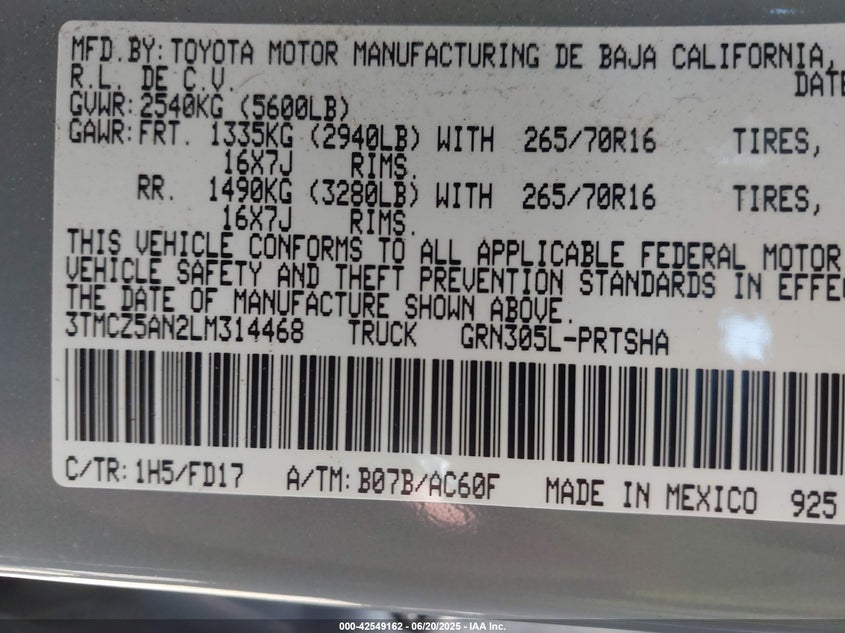 MFD.BY: TOYOTA MOTOR MANUFACTURING DE BAJA CALIFORNIA,
R.L. DE C.V. DATE
GVWR: 2540KG (5600LB)
GAWR: FRT. 1335KG (2940LB) WITH 265/70R16 TIRES,
16X7J RIMS.
RR. 1490KG (3280LB) WITH 265/70R16 TIRES,
16X7J RIMS.
THIS VEHICLE CONFORMS TO ALL APPLICABLE FEDERAL MOTOR
VEHICLE SAFETY AND THEFT PREVENTION STANDARDS IN EFFE
THE DATE OF MANUFACTURE SHOWN ABOVE.
3TMCZ5AN2LM314468 TRUCK GRN305L-PRTSHA
C/TR: 1H5/FD17 A/TM: B07B/AC60F MADE IN MEXICO 925
000-42549162 - 06/20/2025 - IAA Inc.